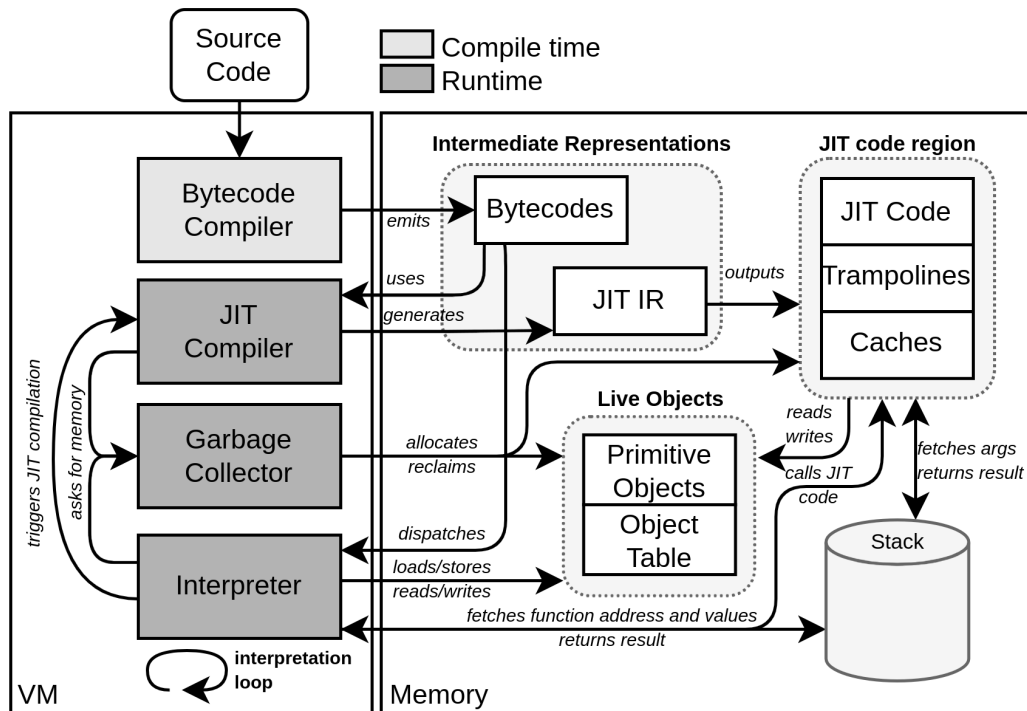 Source
Code
Compile time
Runtime
Intermediate Representations
JIT code region
Bytecode
Compiler
emits
Bytecodes
JIT Code
Trampolines
Caches
uses
generates
JIT IR
outputs
JIT
Compiler
triggers JIT compilation
asks for memory
Garbage
Collector
allocates
reclaims
Live Objects
Primitive
Objects
Object
Table
reads
writes
calls JIT
code
fetches args
returns result
Stack
dispatches
Interpreter
loads/stores
reads/writes
fetches function address and values
returns result
interpretation
loop
VM
Memory